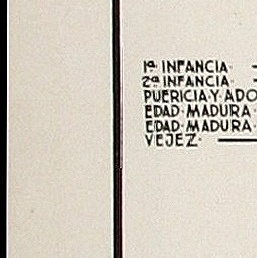 1ª INFANCIA·
2ª INFANCIA·
PUERICIA·Y·ADO
EDAD·MADURA·
EDAD·MADURA·
VEJEZ·